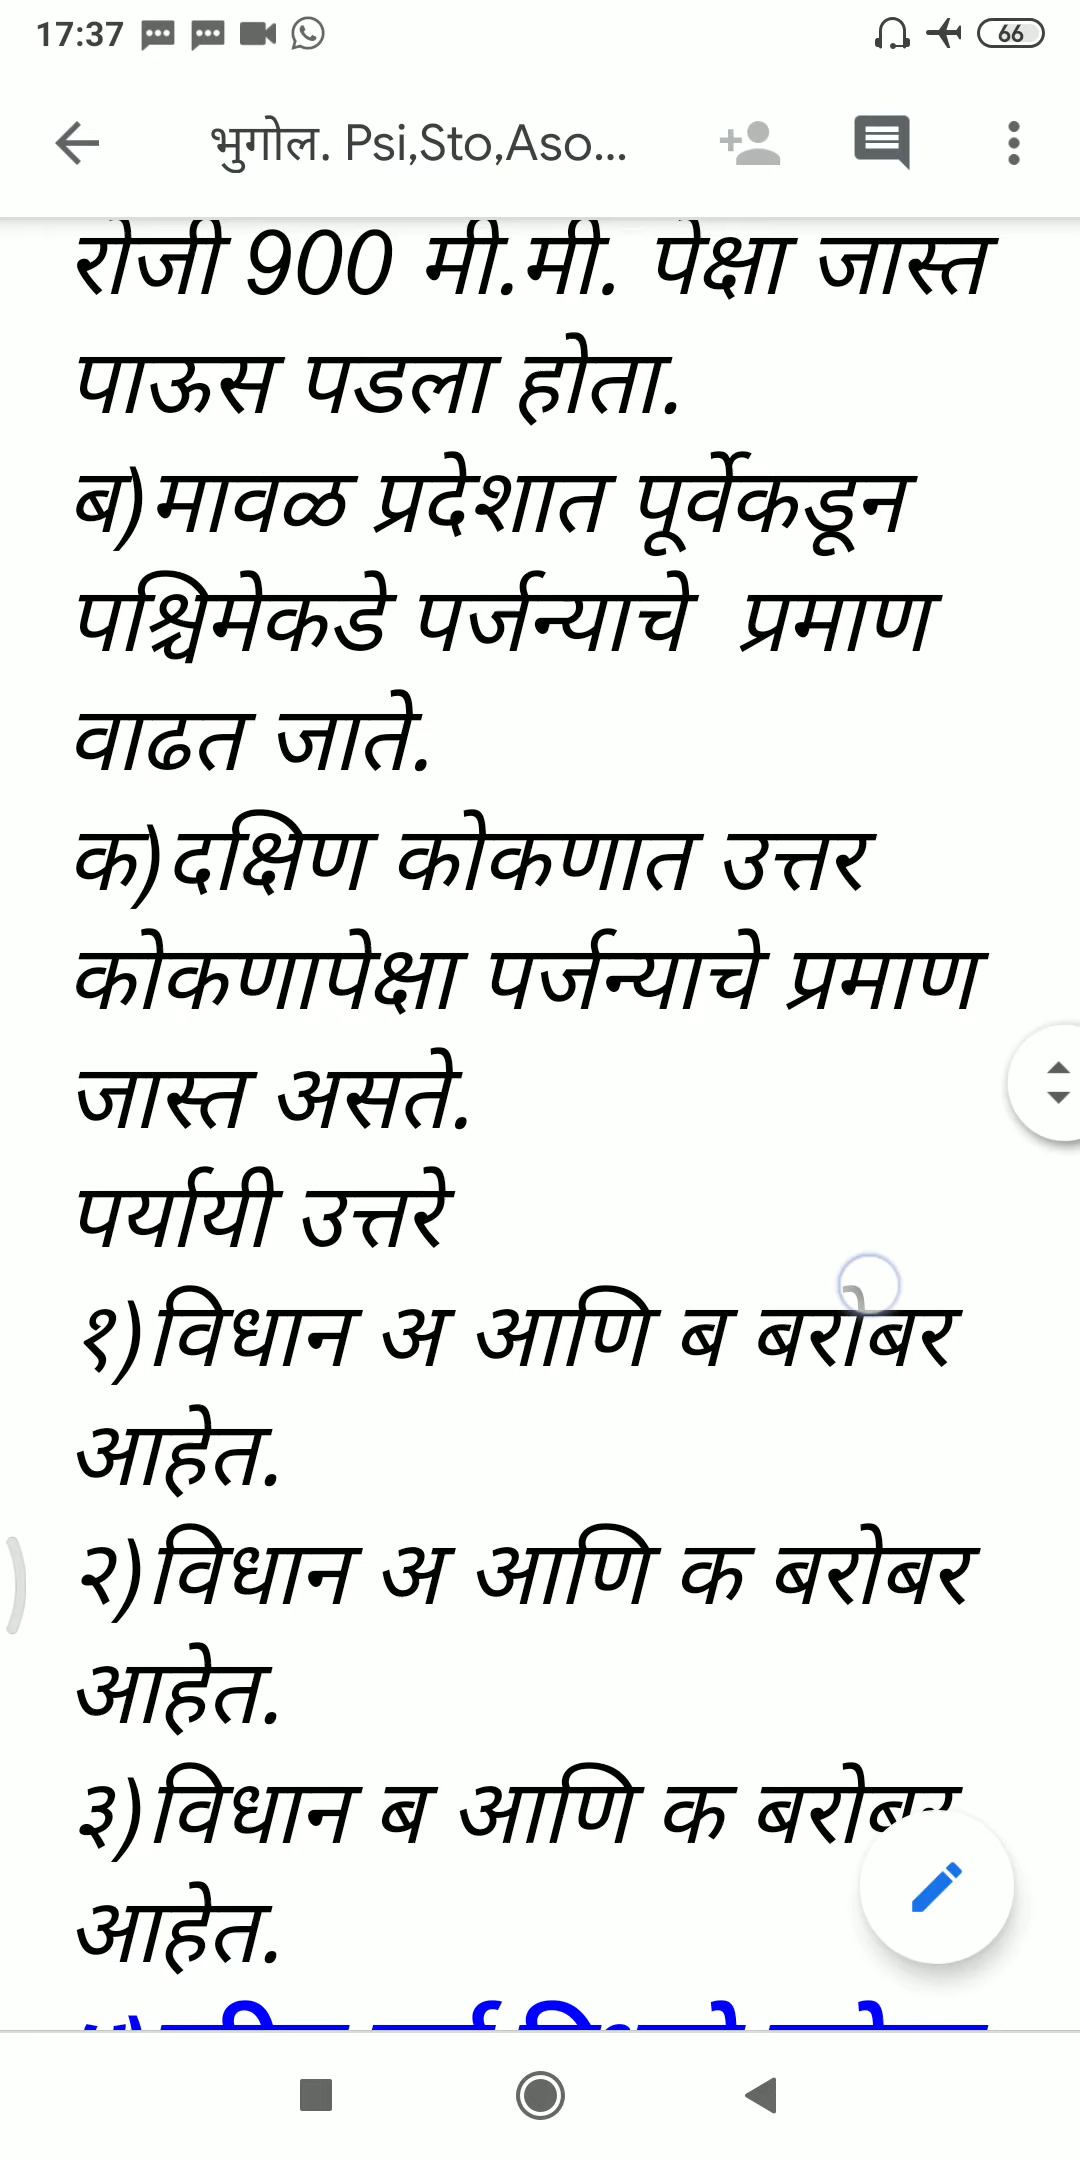 17:37
66
भुगोल. Psi,Sto,Aso...
रोजी 900 मी.मी. पेक्षा जास्त
पाऊस पडला होता.
ब)मावळ प्रदेशात पूर्वेकडून
पश्चिमेकडे पर्जन्याचे प्रमाण
वाढत जाते.
क)दक्षिण कोकणात उत्तर
कोकणापेक्षा पर्जन्याचे प्रमाण
जास्त असते.
पर्यायी उत्तरे
१)विधान अ आणि ब बरोबर
आहेत.
२)विधान अ आणि क बरोबर
आहेत.
३)विधान ब आणि क बरोबर
आहेत.